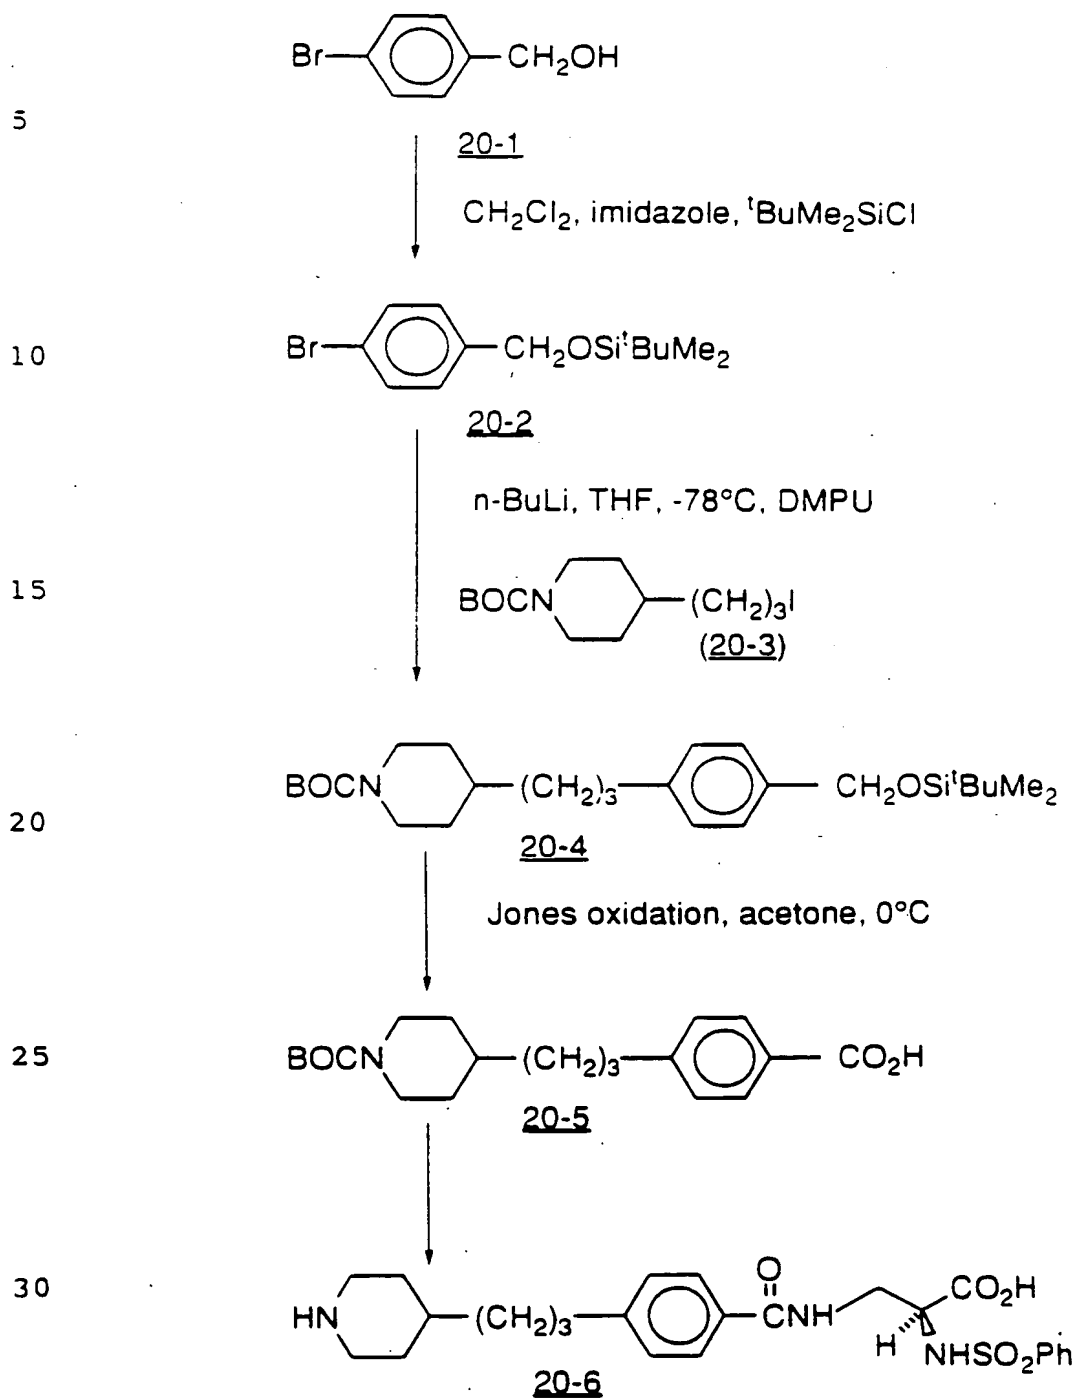 Br CH₂OH
5
20-1
CH₂Cl₂, imidazole, ᵗBuMe₂SiCl
10 Br CH₂OSiᵗBuMe₂
20-2
n-BuLi, THF, -78°C, DMPU
15 BOCN (CH₂)₃I
(20-3)
BOCN (CH₂)₃ CH₂OSiᵗBuMe₂
20 20-4
Jones oxidation, acetone, 0°C
25 BOCN (CH₂)₃ CO₂H
20-5
30 HN (CH₂)₃ O CNH CO₂H
H NHSO₂Ph
20-6